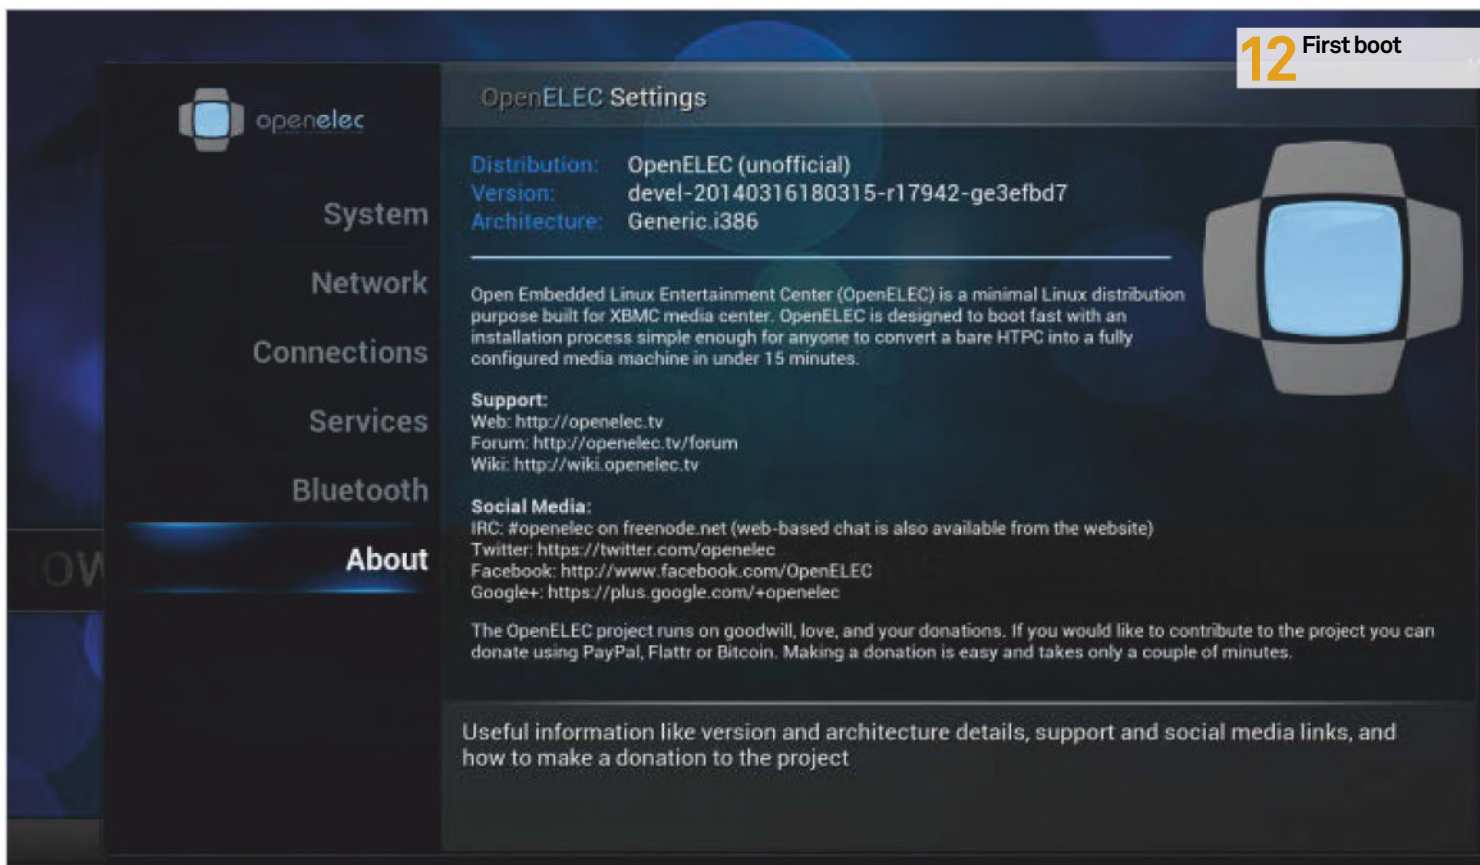 12 First boot
openelec
OpenELEC Settings
System
Network
Connections
Services
Bluetooth
About
Distribution: OpenELEC (unofficial)
Version: devel-20140316180315-r17942-ge3efbd7
Architecture: Generic.i386
Open Embedded Linux Entertainment Center (OpenELEC) is a minimal Linux distribution
purpose built for XBMC media center. OpenELEC is designed to boot fast with an
installation process simple enough for anyone to convert a bare HTPC into a fully
configured media machine in under 15 minutes.
Support:
Web: http://openelec.tv
Forum: http://openelec.tv/forum
Wiki: http://wiki.openelec.tv
Social Media:
IRC: #openelec on freenode.net (web-based chat is also available from the website)
Twitter: https://twitter.com/openelec
Facebook: http://www.facebook.com/OpenELEC
Google+: https://plus.google.com/+openelec
The OpenELEC project runs on goodwill, love, and your donations. If you would like to contribute to the project you can
donate using PayPal, Flattr or Bitcoin. Making a donation is easy and takes only a couple of minutes.
Useful information like version and architecture details, support and social media links, and
how to make a donation to the project